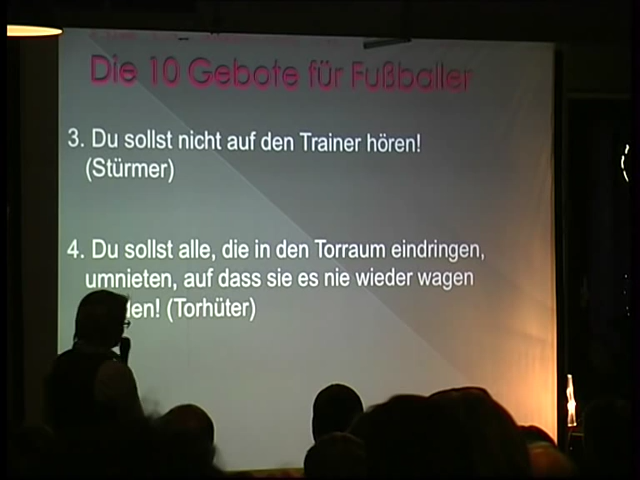 Die 10 Gebote für Fußballer
3. Du sollst nicht auf den Trainer hören!
(Stürmer)
4. Du sollst alle, die in den Torraum eindringen,
umnieten, auf dass sie es nie wieder wagen
den! (Torhüter)